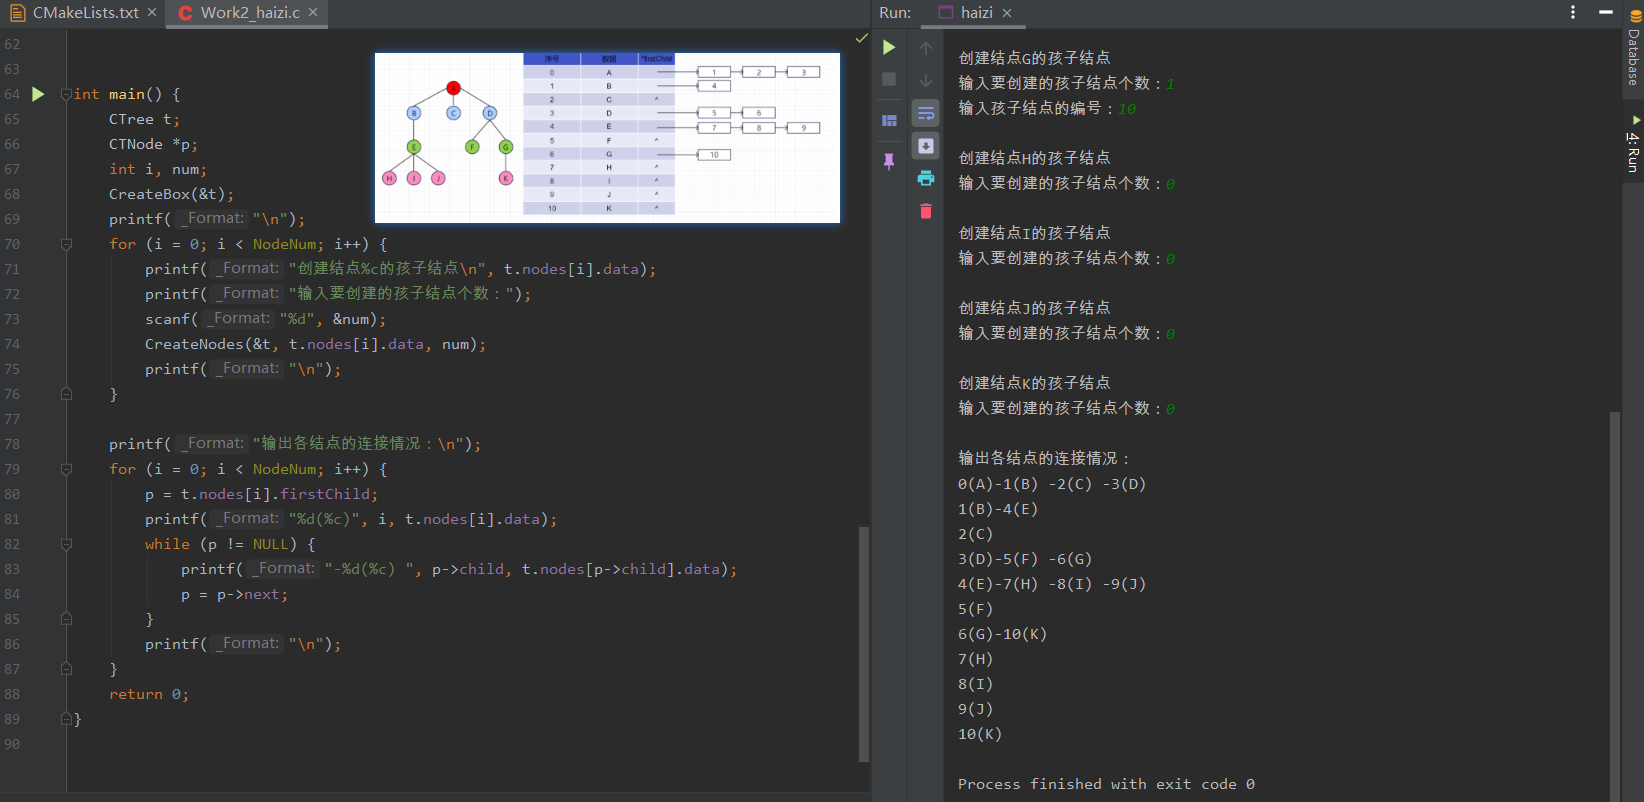 CMakeLists.txt
Work2_haizi.c
62
63
64 int main() {
65 CTree t;
66 CTNode *p;
67 int i, num;
68 CreateBox(&t);
69 printf( _Format: "\n");
70 for (i = 0; i < NodeNum; i++) {
71 printf( _Format: "创建结点%c的孩子结点\n", t.nodes[i].data);
72 printf( _Format: "输入要创建的孩子结点个数：");
73 scanf( _Format: "%d", &num);
74 CreateNodes(&t, t.nodes[i].data, num);
75 printf( _Format: "\n");
76 }
77
78 printf( _Format: "输出各结点的连接情况：\n");
79 for (i = 0; i < NodeNum; i++) {
80 p = t.nodes[i].firstChild;
81 printf( _Format: "%d(%c)", i, t.nodes[i].data);
82 while (p != NULL) {
83 printf( _Format: "-%d(%c) ", p->child, t.nodes[p->child].data);
84 p = p->next;
85 }
86 printf( _Format: "\n");
87 }
88 return 0;
89 }
90
A
B C D
E F G
H I J K
序号 数据 *firstChild
0 A 1 2 3
1 B 4
2 C ^
3 D 5 6
4 E 7 8 9
5 F ^
6 G 10
7 H ^
8 I ^
9 J ^
10 K ^
Run: haizi
创建结点G的孩子结点
输入要创建的孩子结点个数：1
输入孩子结点的编号：10
创建结点H的孩子结点
输入要创建的孩子结点个数：0
创建结点I的孩子结点
输入要创建的孩子结点个数：0
创建结点J的孩子结点
输入要创建的孩子结点个数：0
创建结点K的孩子结点
输入要创建的孩子结点个数：0
输出各结点的连接情况：
0(A)-1(B) -2(C) -3(D)
1(B)-4(E)
2(C)
3(D)-5(F) -6(G)
4(E)-7(H) -8(I) -9(J)
5(F)
6(G)-10(K)
7(H)
8(I)
9(J)
10(K)
Process finished with exit code 0
Database
4: Run